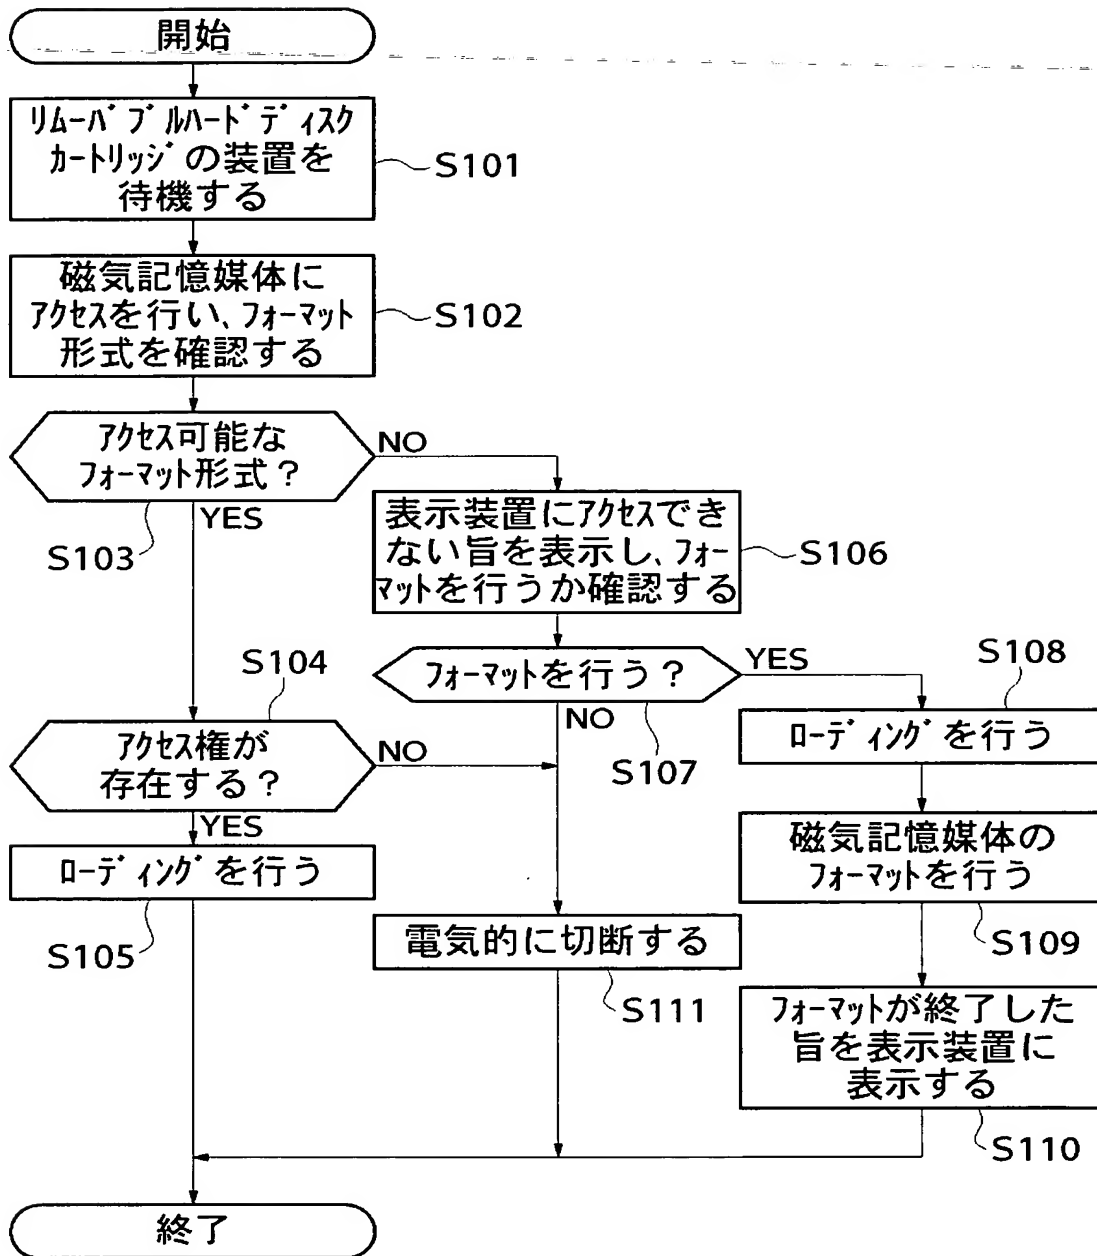 開始
ﾘﾑｰﾊﾞﾌﾞﾙﾊｰﾄﾞﾃﾞｨｽｸ
ｶｰﾄﾘｯｼﾞの装置を
待機する
S101
磁気記憶媒体に
ｱｸｾｽを行い、ﾌｫｰﾏｯﾄ
形式を確認する
S102
ｱｸｾｽ可能な
ﾌｫｰﾏｯﾄ形式？
NO
YES
S103
表示装置にｱｸｾｽでき
ない旨を表示し、ﾌｫｰ
ﾏｯﾄを行うか確認する
S106
S104
ﾌｫｰﾏｯﾄを行う？
YES
S108
NO
S107
ｱｸｾｽ権が
存在する？
NO
YES
ﾛｰﾃﾞｨﾝｸﾞを行う
ﾛｰﾃﾞｨﾝｸﾞを行う
S105
磁気記憶媒体の
ﾌｫｰﾏｯﾄを行う
S109
電気的に切断する
S111
ﾌｫｰﾏｯﾄが終了した
旨を表示装置に
表示する
S110
終了